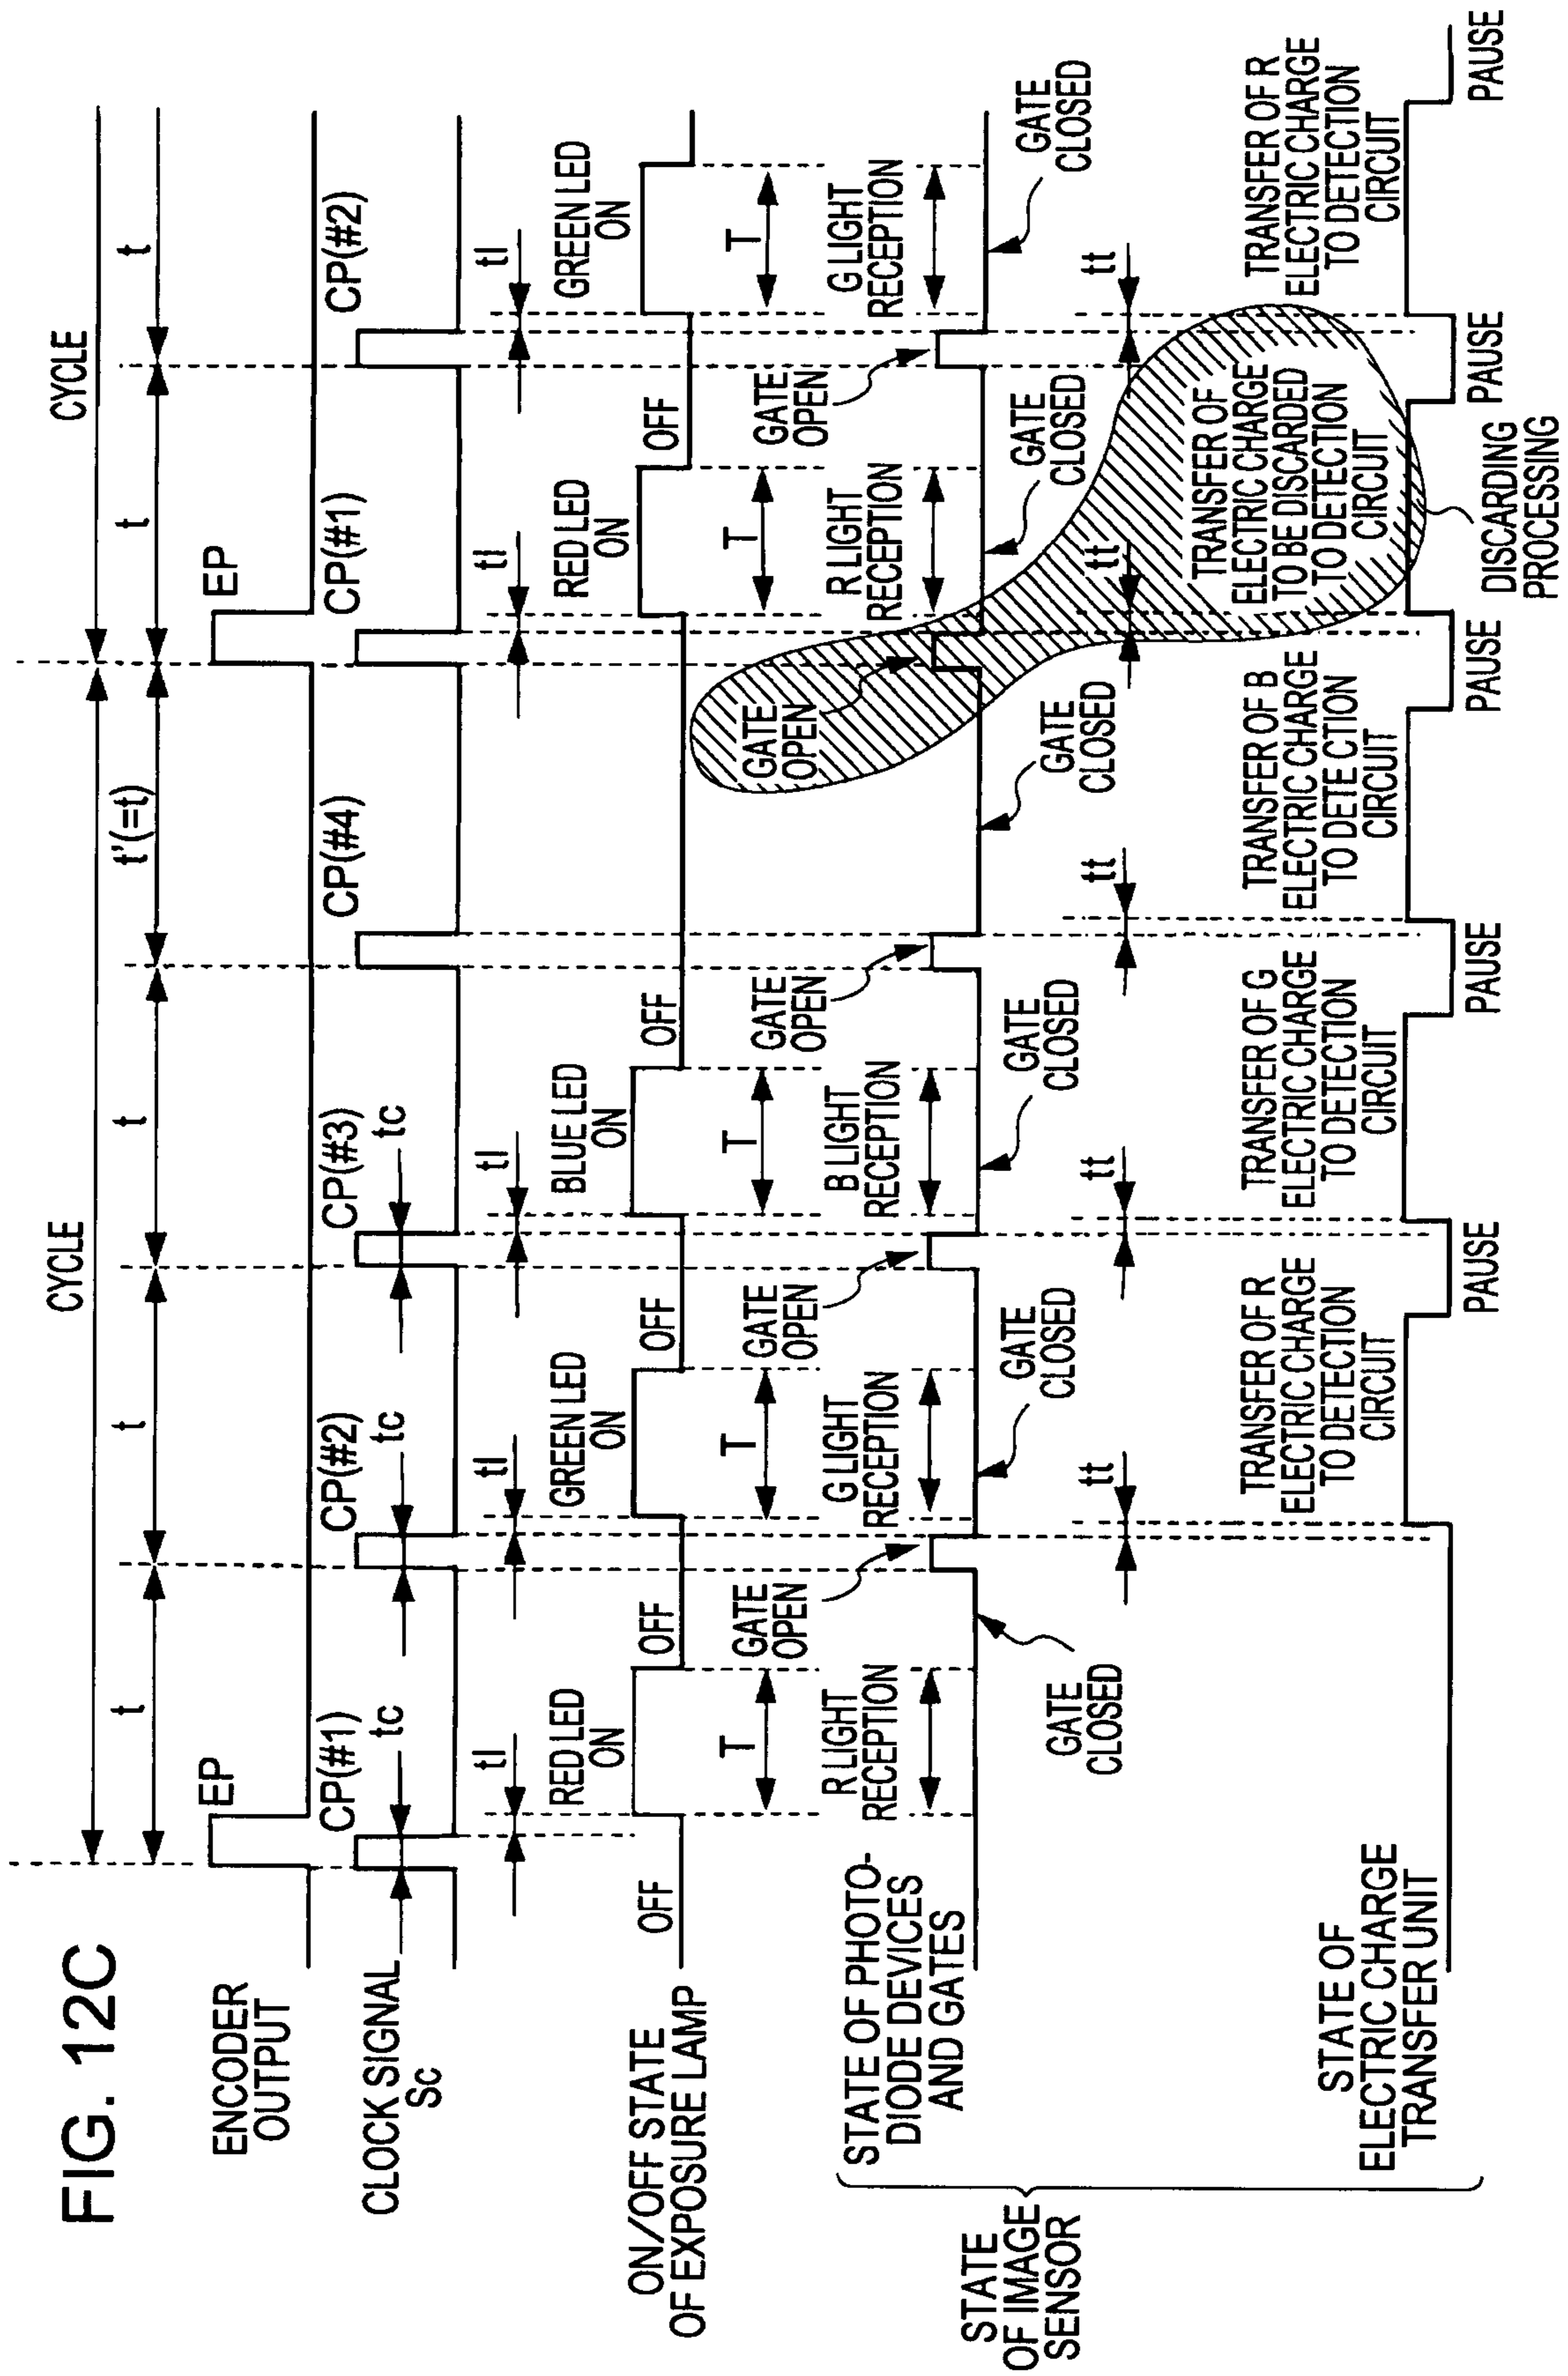 FIG. 12C
CYCLE
CYCLE
t
t
t
t'(=t)
t
t
ENCODER
OUTPUT
EP
EP
CLOCK SIGNAL
Sc
CP(#1)
tc
CP(#2)
tc
CP(#3)
tc
CP(#4)
CP(#1)
CP(#2)
tl
tl
tl
tl
tl
ON/OFF STATE
OF EXPOSURE LAMP
OFF
RED LED
ON
OFF
GREEN LED
ON
OFF
BLUE LED
ON
OFF
RED LED
ON
OFF
GREEN LED
ON
T
T
T
T
T
STATE
OF IMAGE
SENSOR
STATE OF PHOTO-
DIODE DEVICES
AND GATES
R LIGHT
RECEPTION
GATE
OPEN
G LIGHT
RECEPTION
GATE
OPEN
B LIGHT
RECEPTION
GATE
OPEN
GATE
OPEN
R LIGHT
RECEPTION
GATE
OPEN
G LIGHT
RECEPTION
GATE
CLOSED
GATE
CLOSED
GATE
CLOSED
GATE
CLOSED
GATE
CLOSED
GATE
CLOSED
tt
tt
tt
tt
tt
STATE OF
ELECTRIC CHARGE
TRANSFER UNIT
TRANSFER OF R
ELECTRIC CHARGE
TO DETECTION
CIRCUIT
PAUSE
TRANSFER OF G
ELECTRIC CHARGE
TO DETECTION
CIRCUIT
PAUSE
TRANSFER OF B
ELECTRIC CHARGE
TO DETE CTION
CIRCUIT
PAUSE
TRANSFER OF
ELECTRIC CHARGE
TO BE DISCARDED
TO DETECTION
CIRCUIT
DISCARDING
PROCESSING
PAUSE
TRANSFER OF R
ELECTRIC CHARGE
TO DETECTION
CIRCUIT
PAUSE